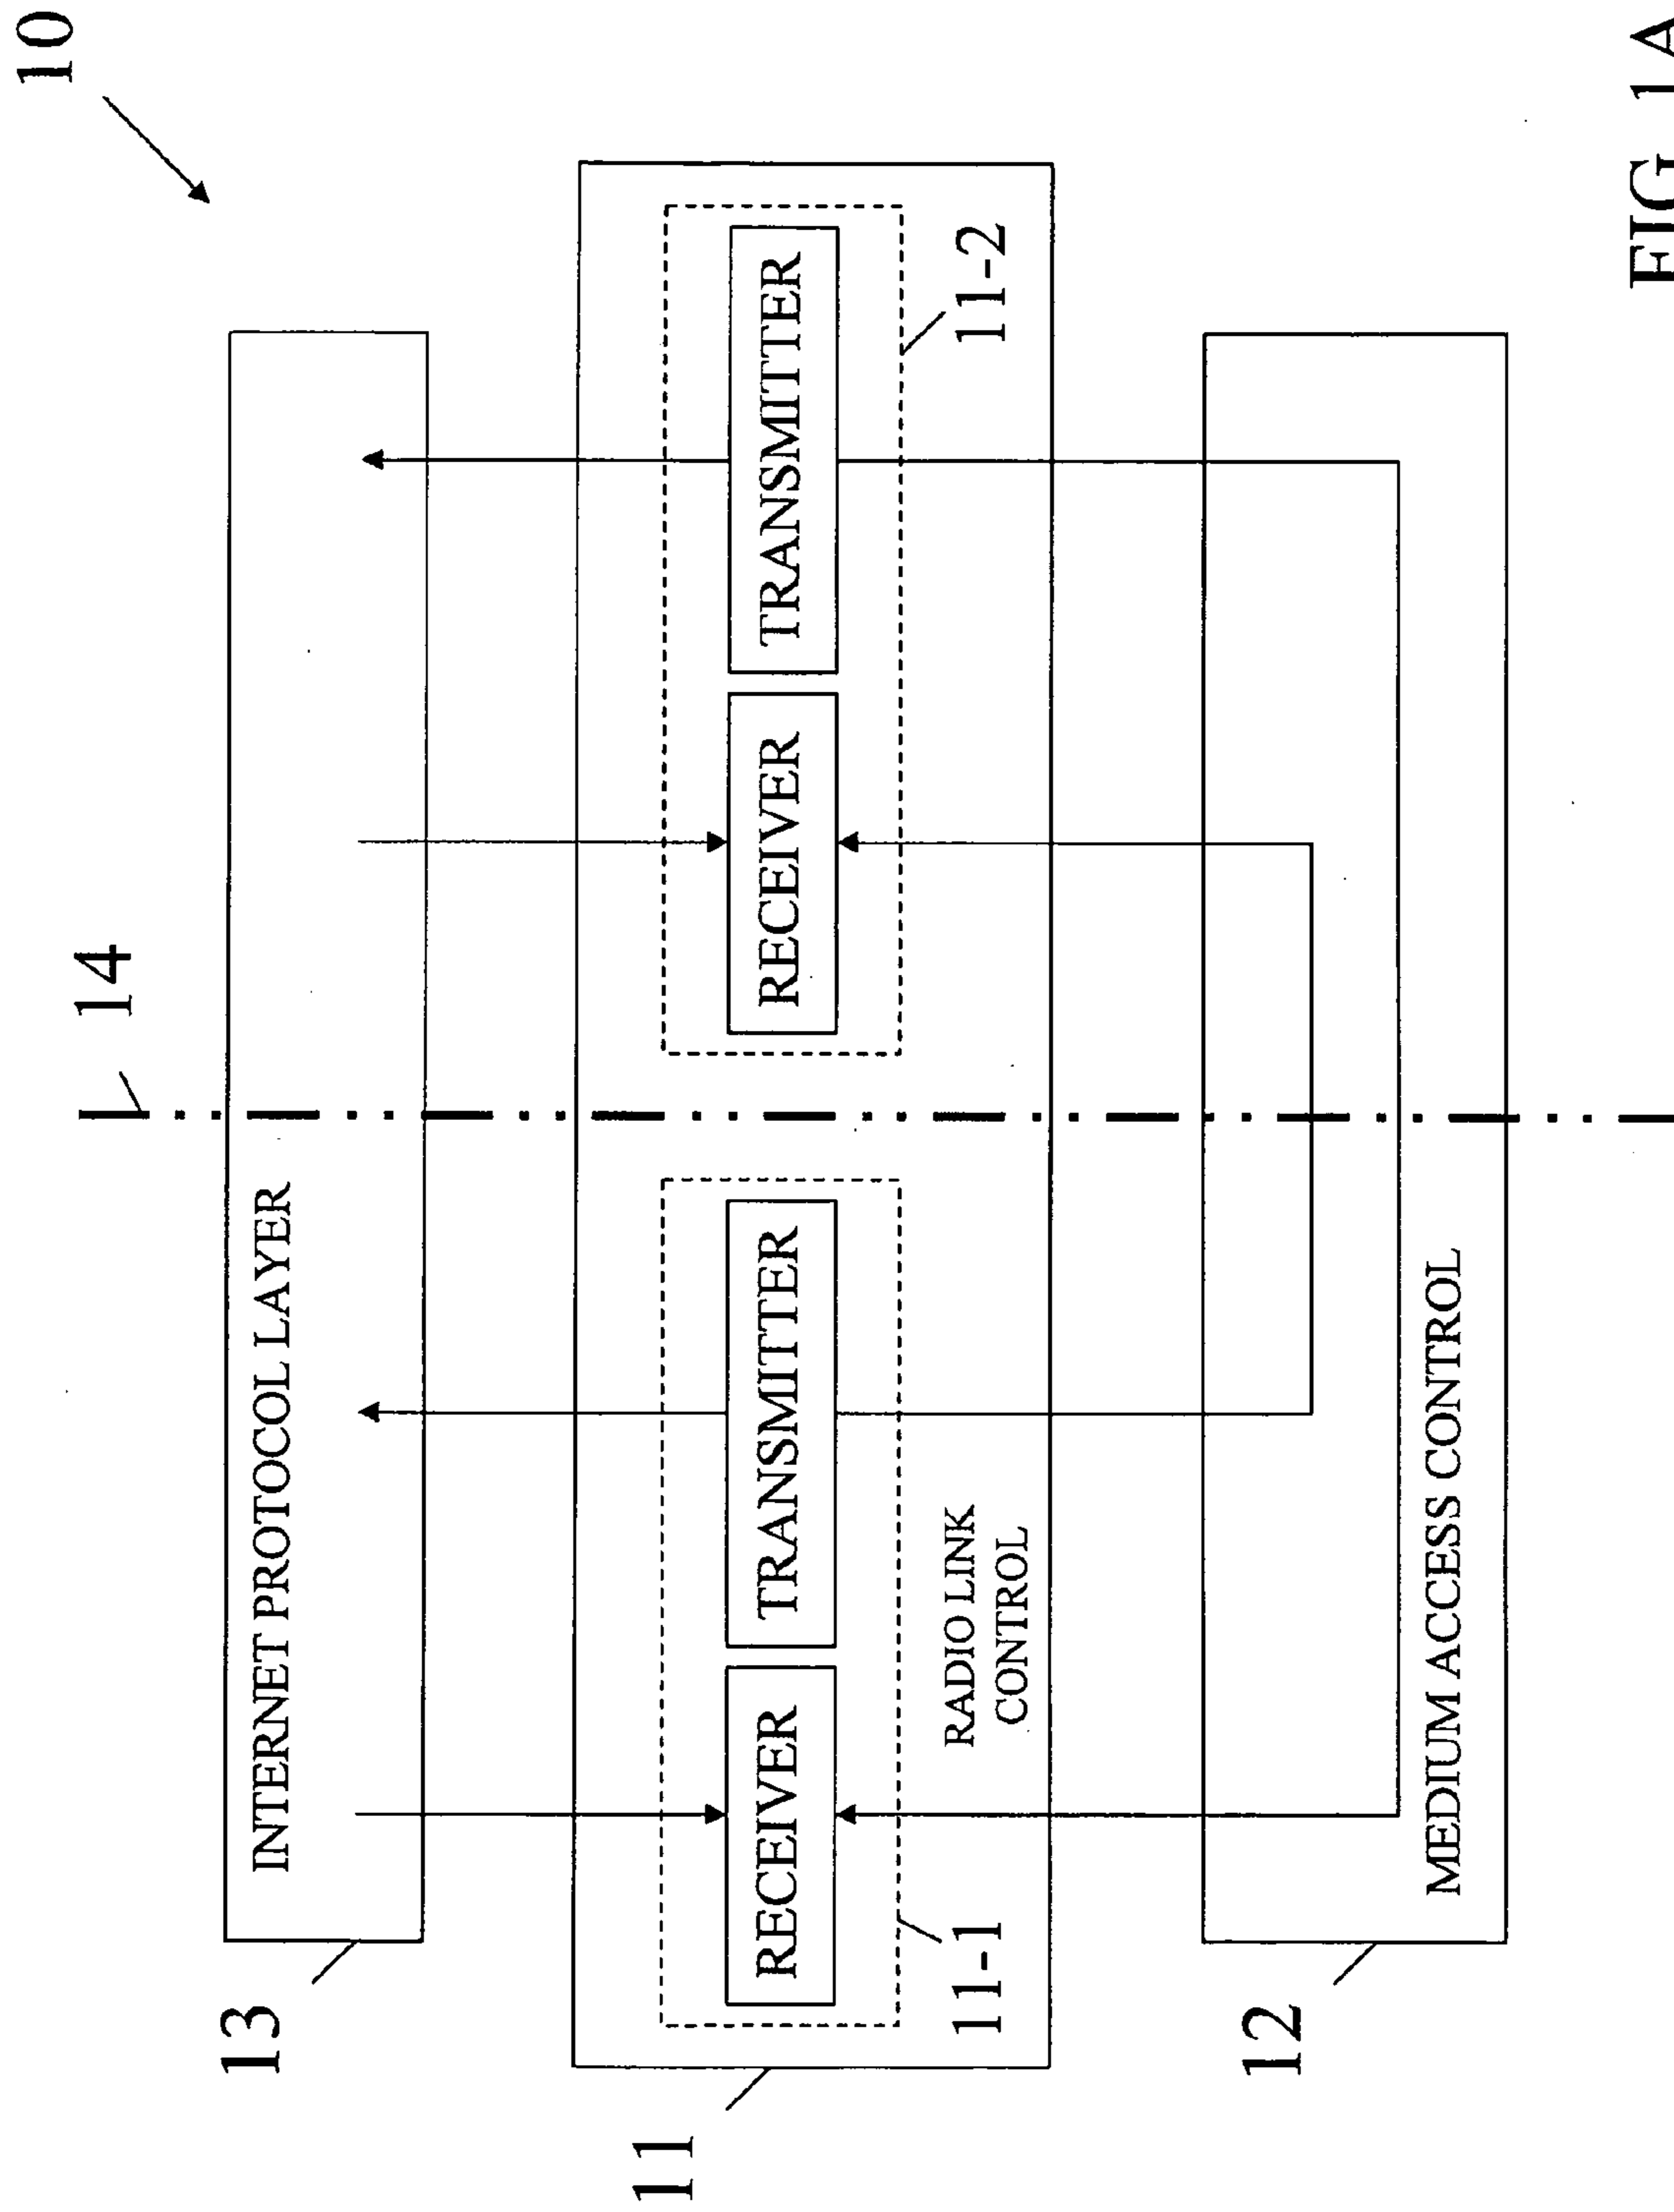 10
14
13
INTERNET PROTOCOL LAYER
RECEIVER
TRANSMITTER
RECEIVER
TRANSMITTER
11
11-1
RADIO LINK
CONTROL
11-2
12
MEDIUM ACCESS CONTROL
FIG 1A